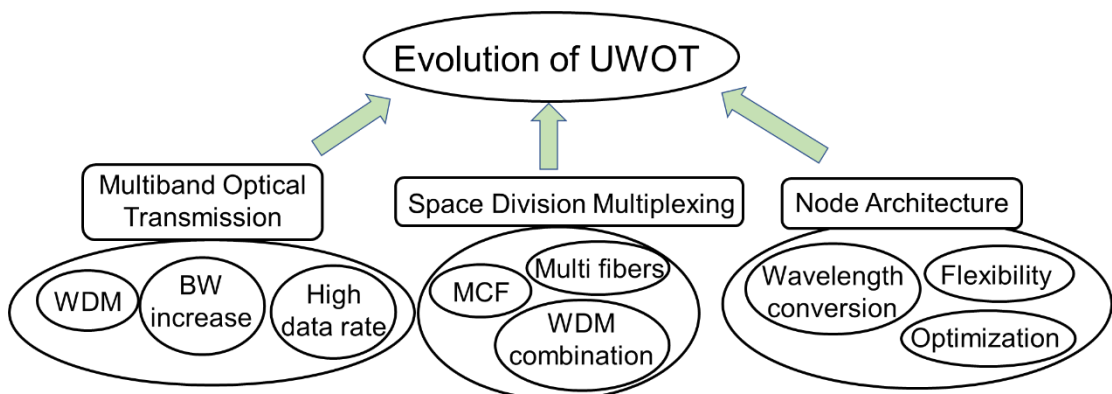 Evolution of UWOT
Multiband Optical
Transmission
Space Division Multiplexing
Node Architecture
WDM
BW
increase
High
data rate
MCF
Multi fibers
WDM
combination
Wavelength
conversion
Flexibility
Optimization